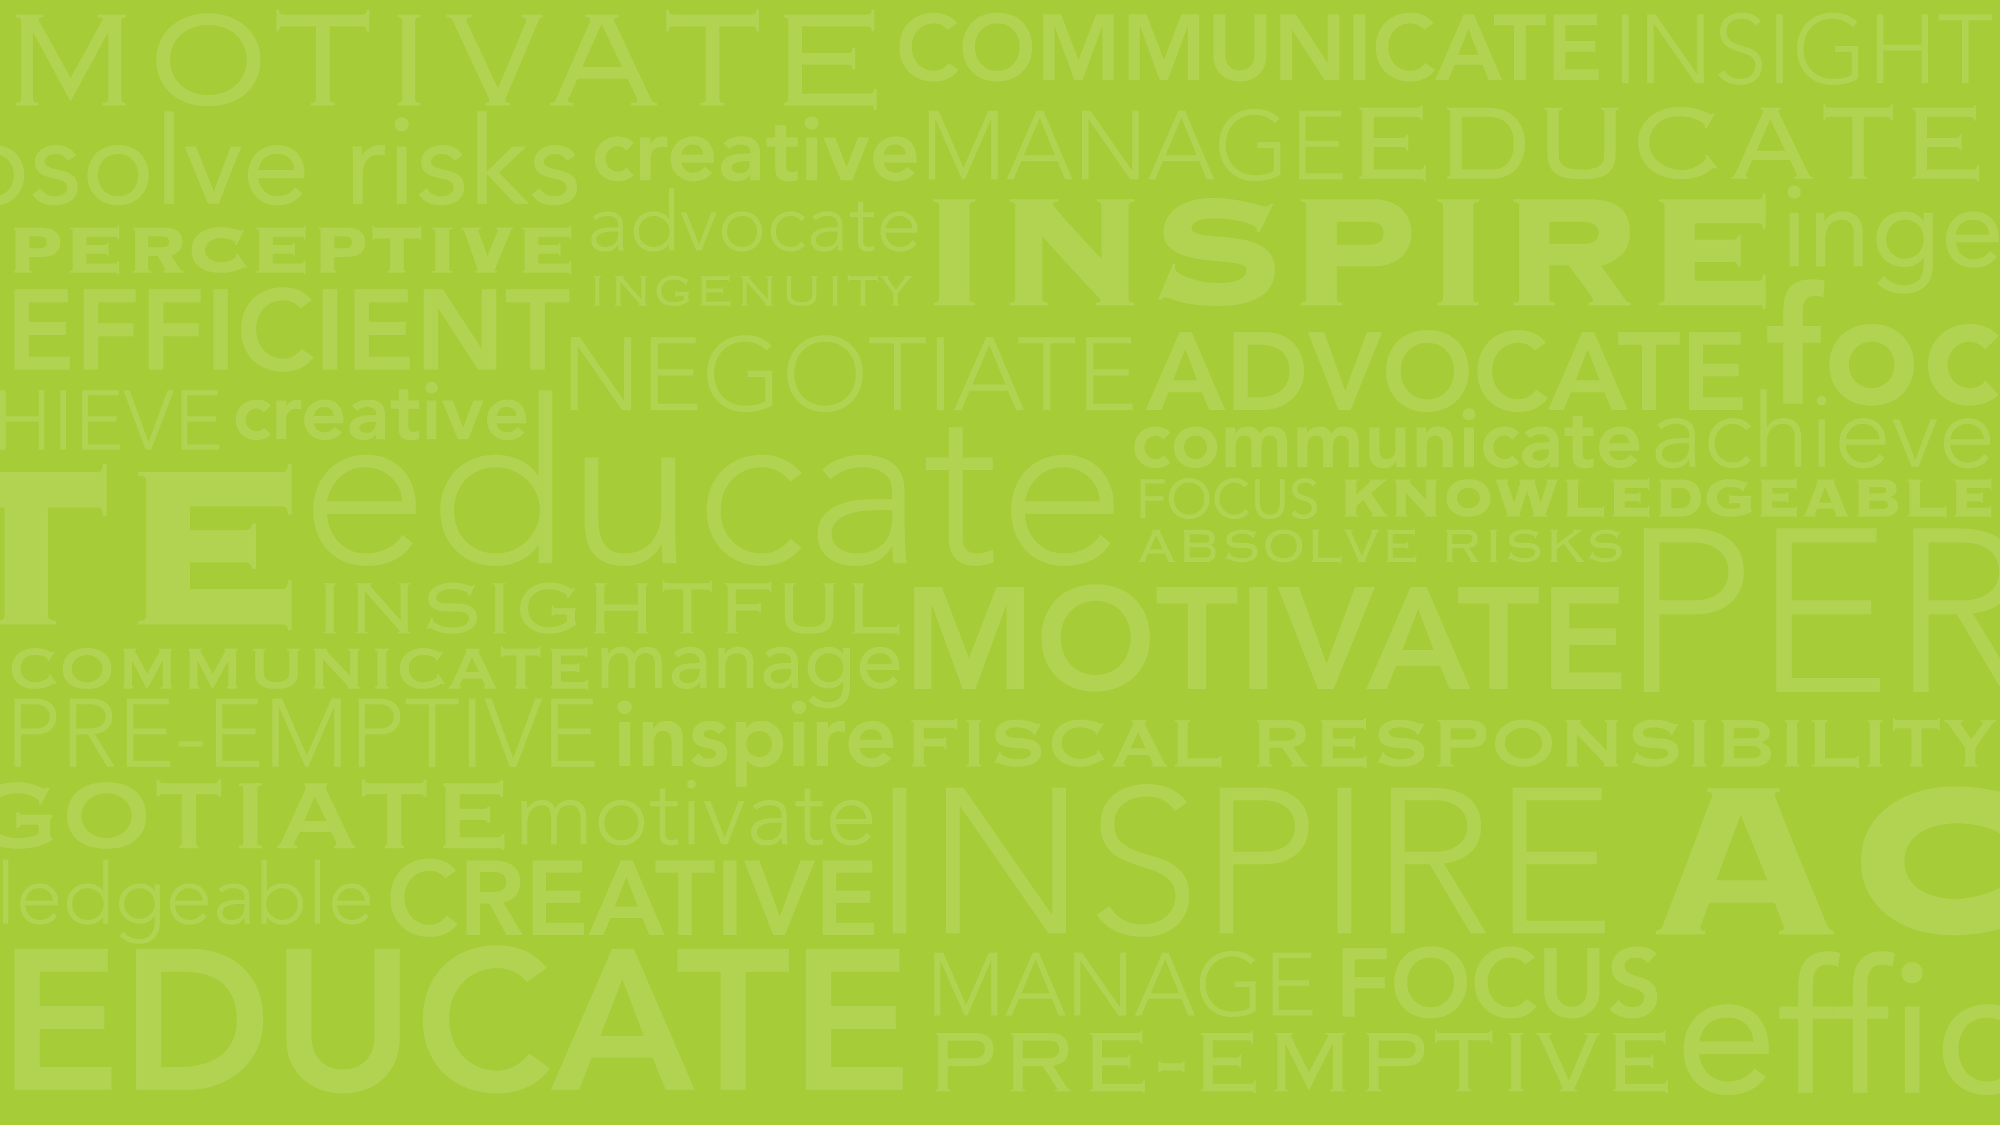 MOTIVATE COMMUNICATE INSIGHT
osolve risks creative MANAGE EDUCATE
PERCEPTIVE advocate INSPIRE inge
INGENUITY
EFFICIENT NEGOTIATE ADVOCATE foc
HIEVE creative communicate achieve
TE educate FOCUS KNOWLEDGEABLE
ABSOLVE RISKS PER
INSIGHTFUL MOTIVATE
COMMUNICATE manage
PRE-EMPTIVE inspire FISCAL RESPONSIBILITY
GOTIATE motivate INSPIRE AC
ledgeable CREATIVE
EDUCATE MANAGE FOCUS effic
PRE-EMPTIVE